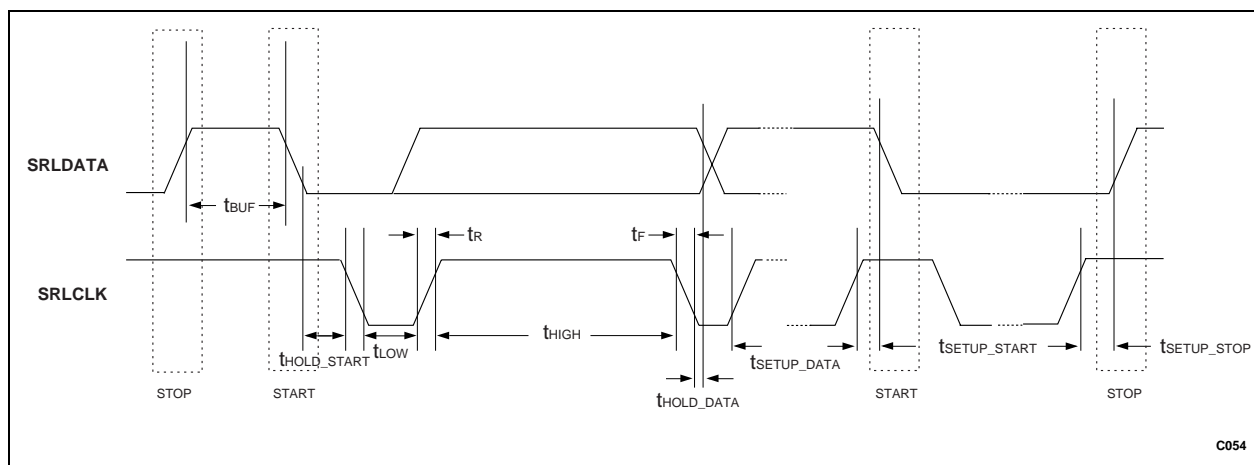 SRLDATA
tBUF
tR
tF
SRLCLK
tHOLD_START
tLOW
tHIGH
tSETUP_DATA
tSETUP_START
tSETUP_STOP
tHOLD_DATA
STOP
START
START
STOP
C054